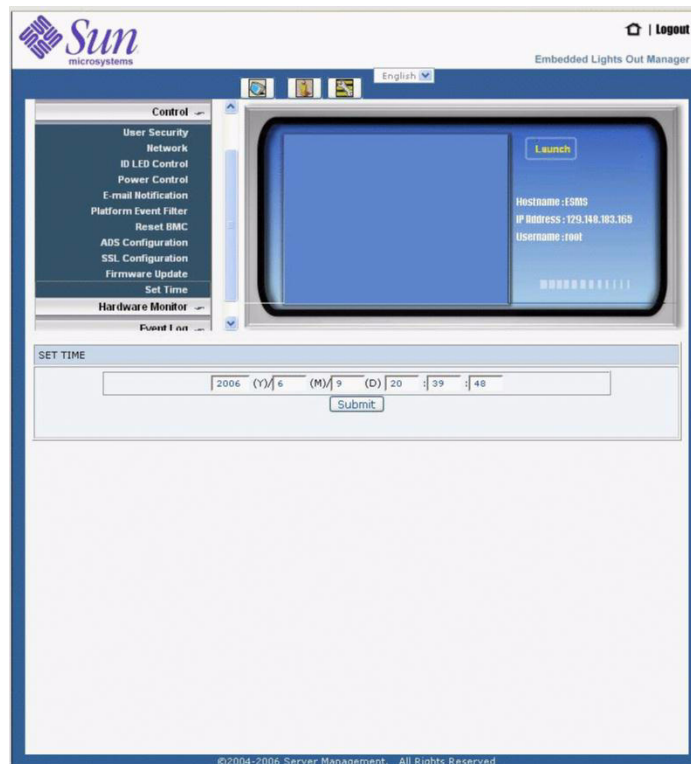 Sun
microsystems
| Logout
Embedded Lights Out Manager
English
Control
User Security
Network
ID LED Control
Power Control
E-mail Notification
Platform Event Filter
Reset BMC
ADS Configuration
SSL Configuration
Firmware Update
Set Time
Hardware Monitor
Event Log
Launch
Hostname :ESMS
IP Address : 129.148.183.165
Username :root
SET TIME
2006 (Y)/ 6 (M)/ 9 (D) 20 : 39 : 48
Submit
©2004-2006 Server Management. All Rights Reserved